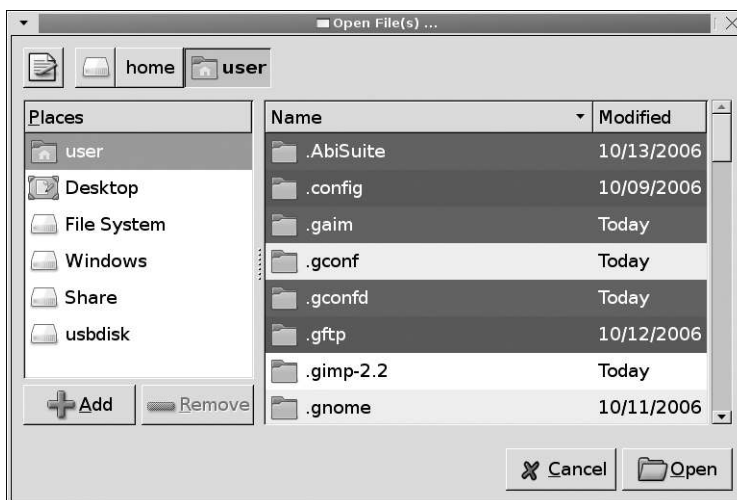 Open File(s) ...
home user
Places
user
Desktop
File System
Windows
Share
usbdisk
Add Remove
Name Modified
.AbiSuite 10/13/2006
.config 10/09/2006
.gaim Today
.gconf Today
.gconfd Today
.gftp 10/12/2006
.gimp-2.2 Today
.gnome 10/11/2006
Cancel Open